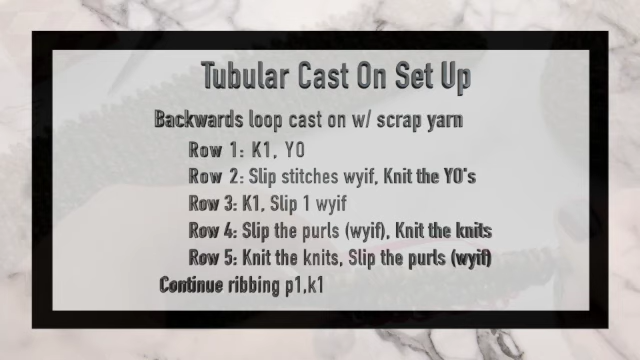 Tubular Cast On Set Up
Backwards loop cast on w/ scrap yarn
Row 1: K1, YO
Row 2: Slip stitches wyif, Knit the YO's
Row 3: K1, Slip 1 wyif
Row 4: Slip the purls (wyif), Knit the knits
Row 5: Knit the knits, Slip the purls (wyif)
Continue ribbing p1,k1